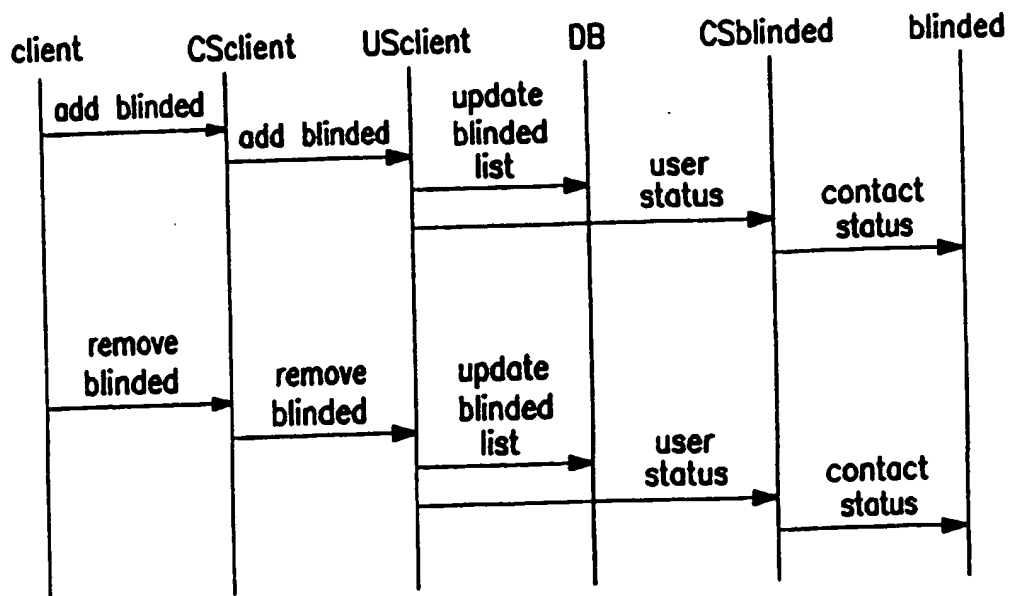 client CSclient USclient DB CSblinded blinded
add blinded
add blinded
update
blinded
list
user
status
contact
status
remove
blinded
remove
blinded
update
blinded
list
user
status
contact
status